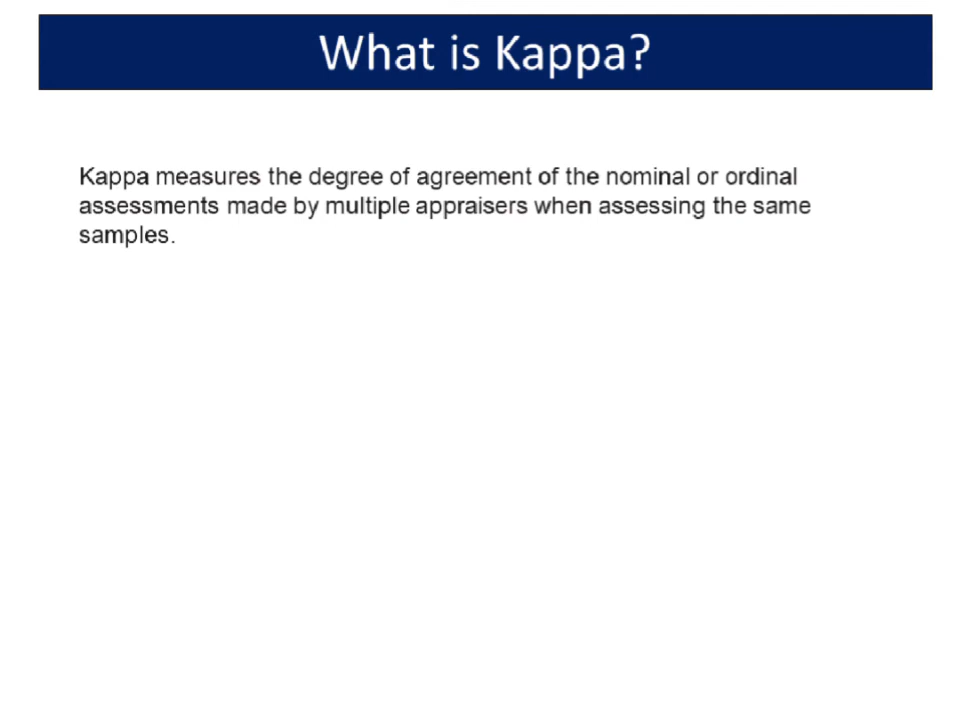 What is Kappa?
Kappa measures the degree of agreement of the nominal or ordinal
assessments made by multiple appraisers when assessing the same
samples.